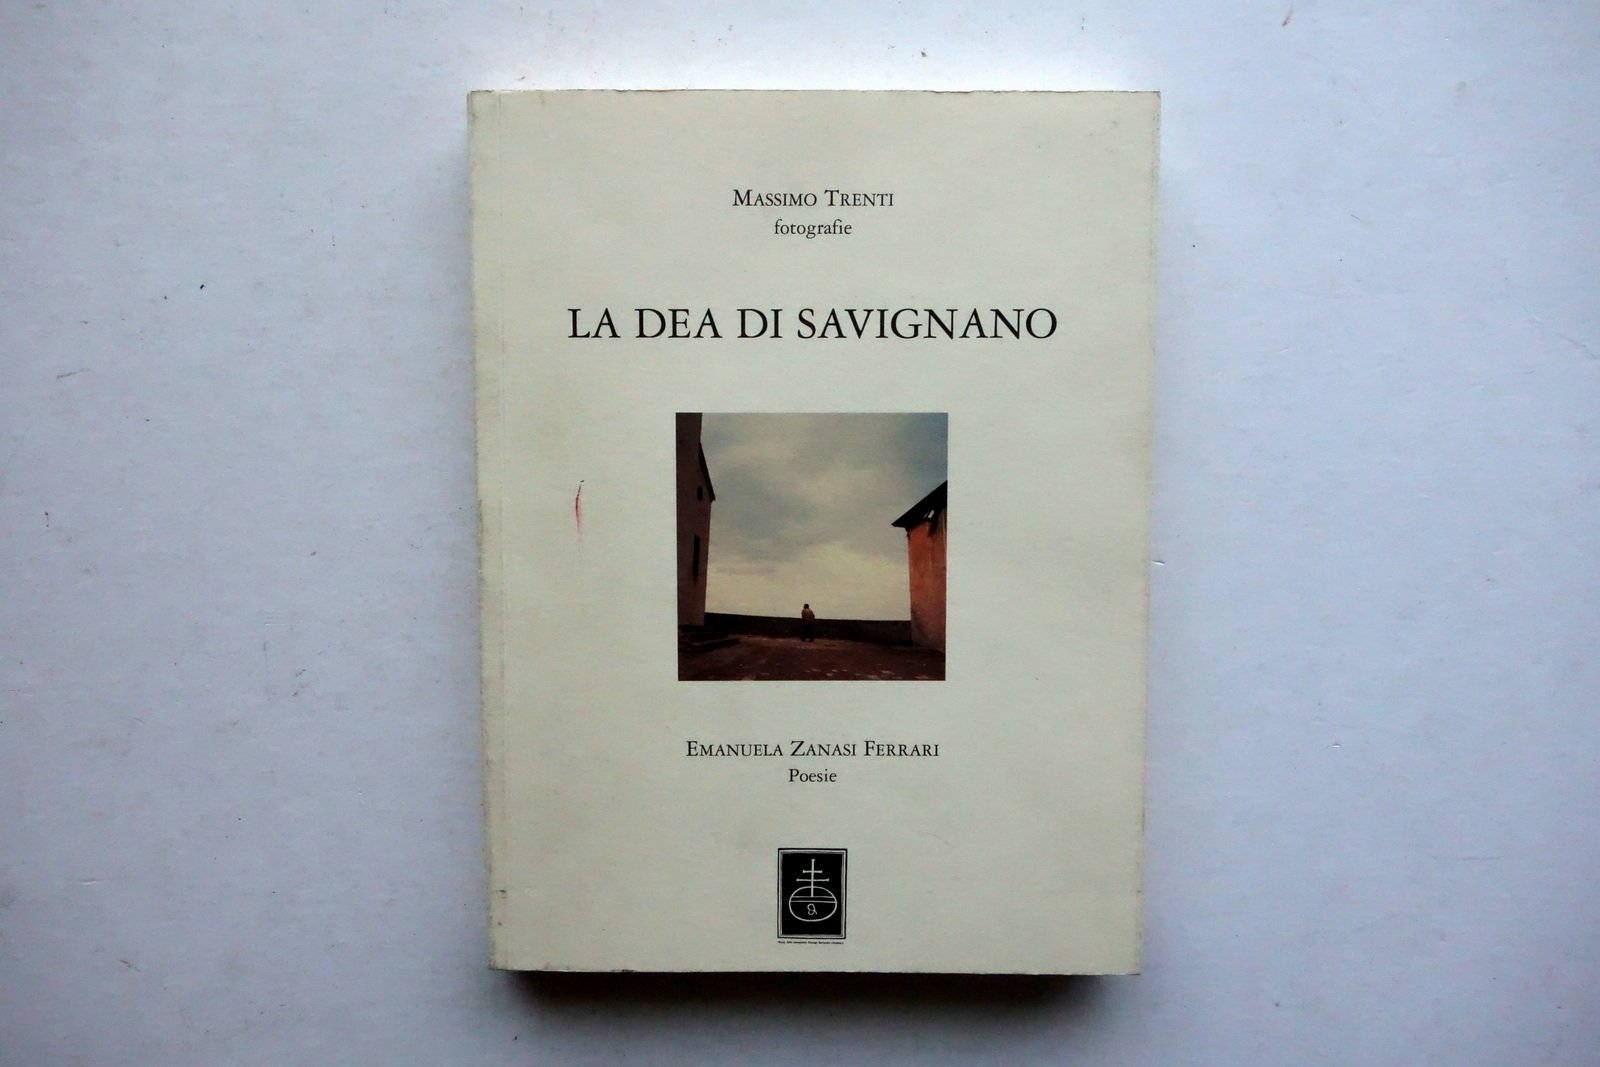 MASSIMO TRENTI
fotografie
LA DEA DI SAVIGNANO
EMANUELA ZANASI FERRARI
Poesie